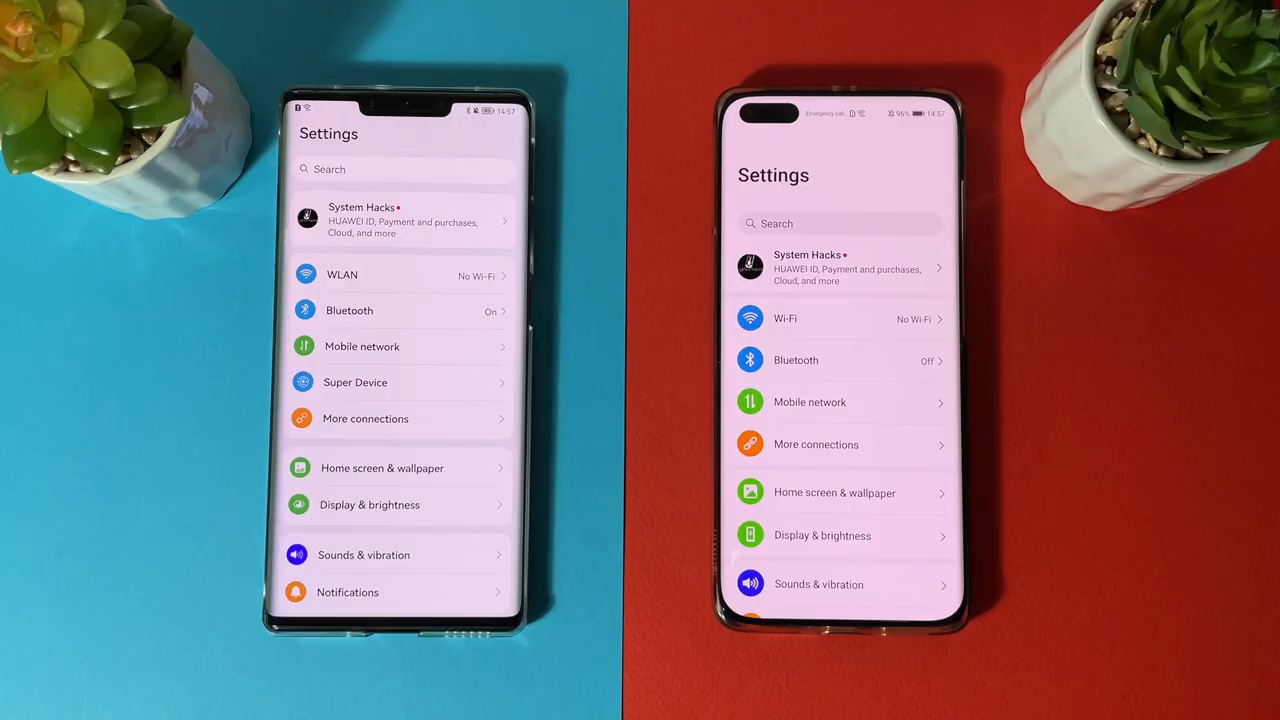 14:57
Settings
Search
System Hacks
HUAWEI ID, Payment and purchases,
Cloud, and more
WLAN
No Wi-Fi
Bluetooth
On
Mobile network
Super Device
More connections
Home screen & wallpaper
Display & brightness
Sounds & vibration
Notifications
Emergency call...
96%
14:57
Settings
Search
System Hacks
HUAWEI ID, Payment and purchases,
Cloud, and more
Wi-Fi
No Wi-Fi
Bluetooth
Off
Mobile network
More connections
Home screen & wallpaper
Display & brightness
Sounds & vibration